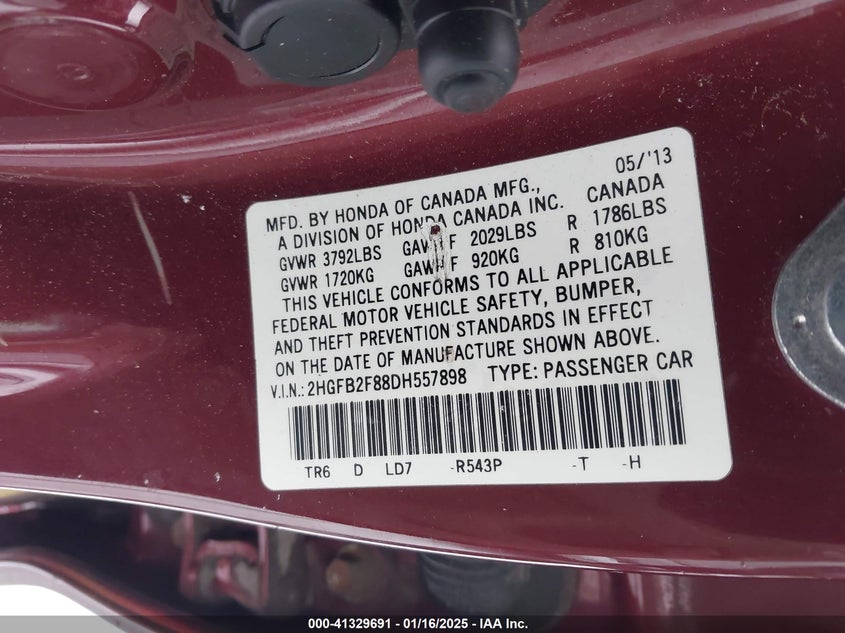 05/'13
MFD. BY HONDA OF CANADA MFG., CANADA
A DIVISION OF HONDA CANADA INC.
GVWR 3792LBS GAWR F 2029LBS R 1786LBS
GVWR 1720KG GAWR F 920KG R 810KG
THIS VEHICLE CONFORMS TO ALL APPLICABLE
FEDERAL MOTOR VEHICLE SAFETY, BUMPER,
AND THEFT PREVENTION STANDARDS IN EFFECT
ON THE DATE OF MANUFACTURE SHOWN ABOVE.
V.I.N.: 2HGFB2F88DH557898 TYPE: PASSENGER CAR
TR6 D LD7 -R543P -T -H
000-41329691 - 01/16/2025 - IAA Inc.